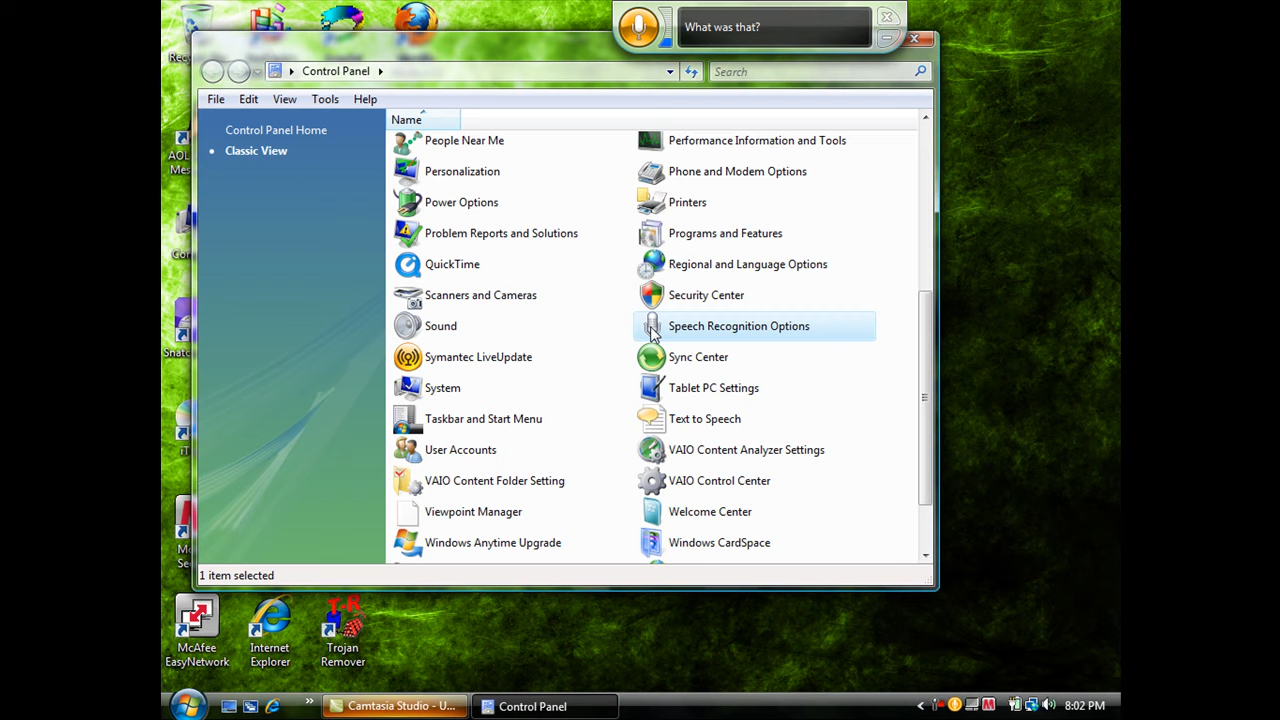 What was that?
Control Panel
Search
File Edit View Tools Help
Control Panel Home
Classic View
Name
People Near Me
Performance Information and Tools
Personalization
Phone and Modem Options
Power Options
Printers
Problem Reports and Solutions
Programs and Features
QuickTime
Regional and Language Options
Scanners and Cameras
Security Center
Sound
Speech Recognition Options
Symantec LiveUpdate
Sync Center
System
Tablet PC Settings
Taskbar and Start Menu
Text to Speech
User Accounts
VAIO Content Analyzer Settings
VAIO Content Folder Setting
VAIO Control Center
Viewpoint Manager
Welcome Center
Windows Anytime Upgrade
Windows CardSpace
1 item selected
AOL
Mes
McAfee
EasyNetwork
Internet
Explorer
T-R
Trojan
Remover
Camtasia Studio - U...
Control Panel
8:02 PM